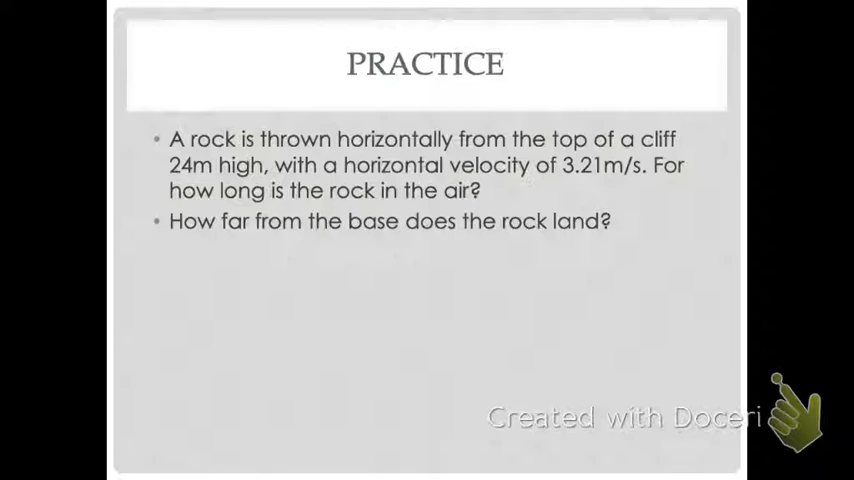 PRACTICE
• A rock is thrown horizontally from the top of a cliff
24m high, with a horizontal velocity of 3.21m/s. For
how long is the rock in the air?
• How far from the base does the rock land?
Created with Doceri